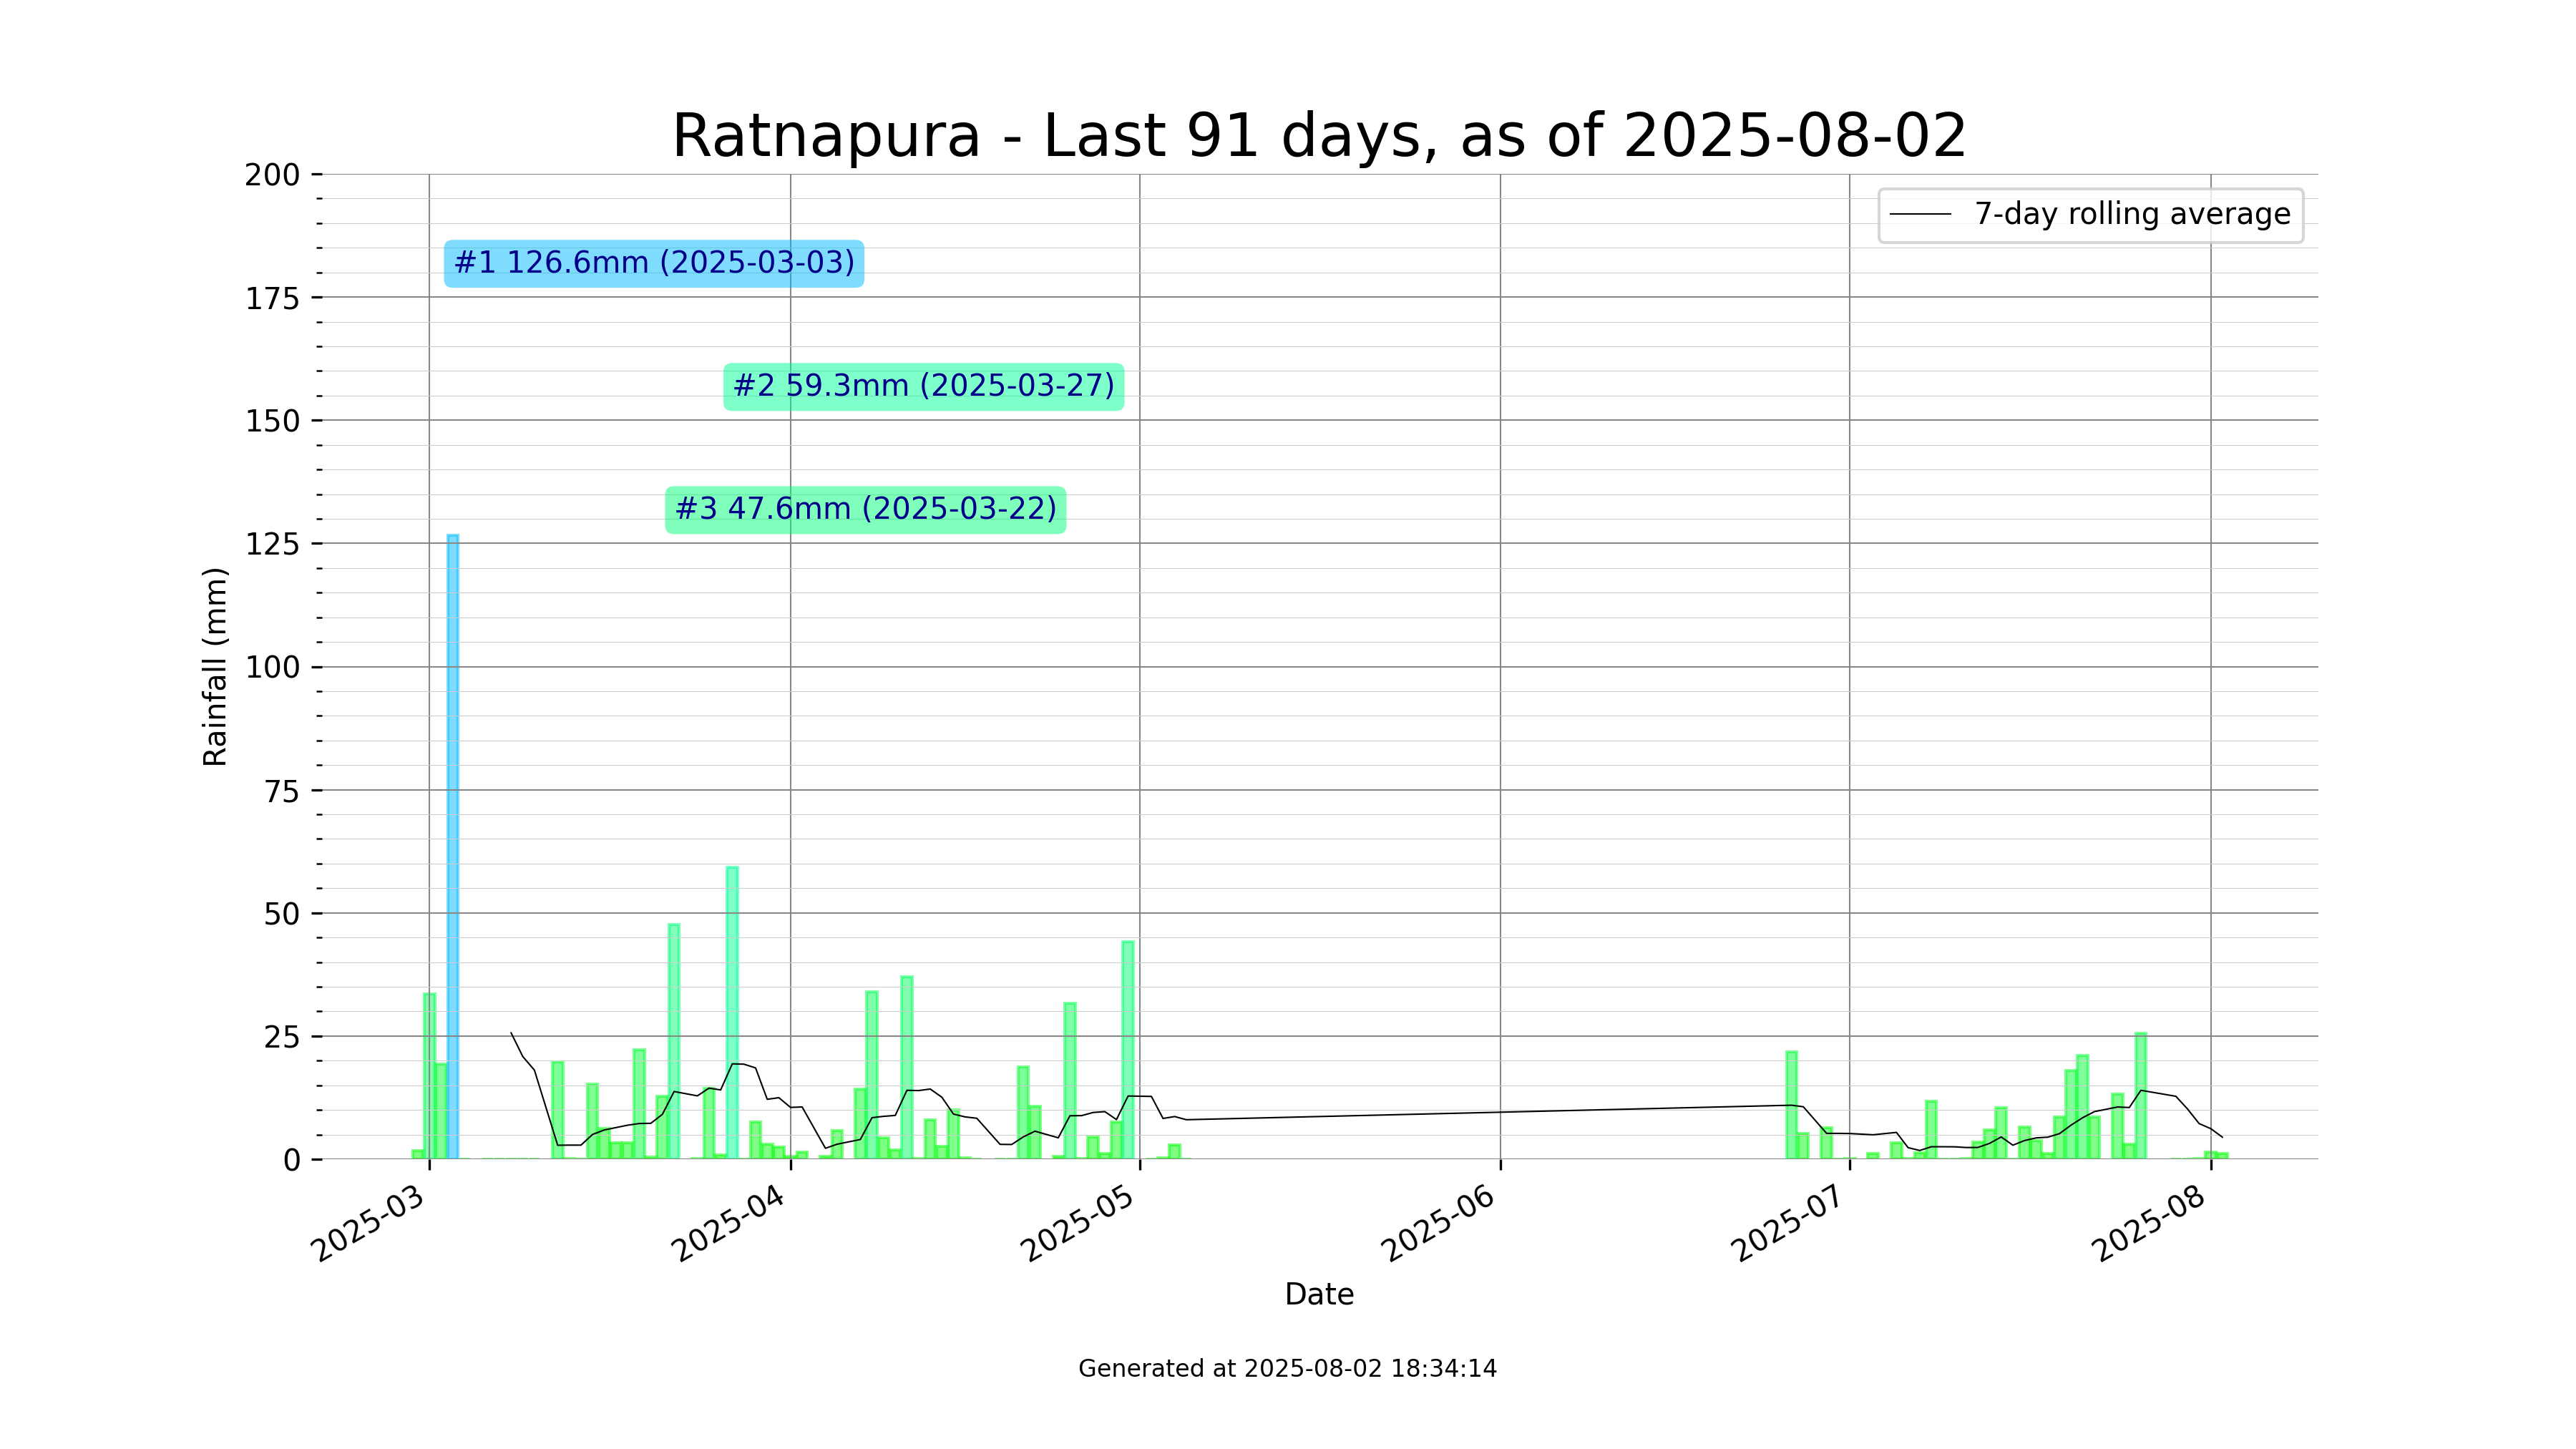 Ratnapura - Last 91 days, as of 2025-08-02
200
175
150
125
100
75
50
25
0
Rainfall (mm)
7-day rolling average
#1 126.6mm (2025-03-03)
#2 59.3mm (2025-03-27)
#3 47.6mm (2025-03-22)
2025-03
2025-04
2025-05
2025-06
2025-07
2025-08
Date
Generated at 2025-08-02 18:34:14